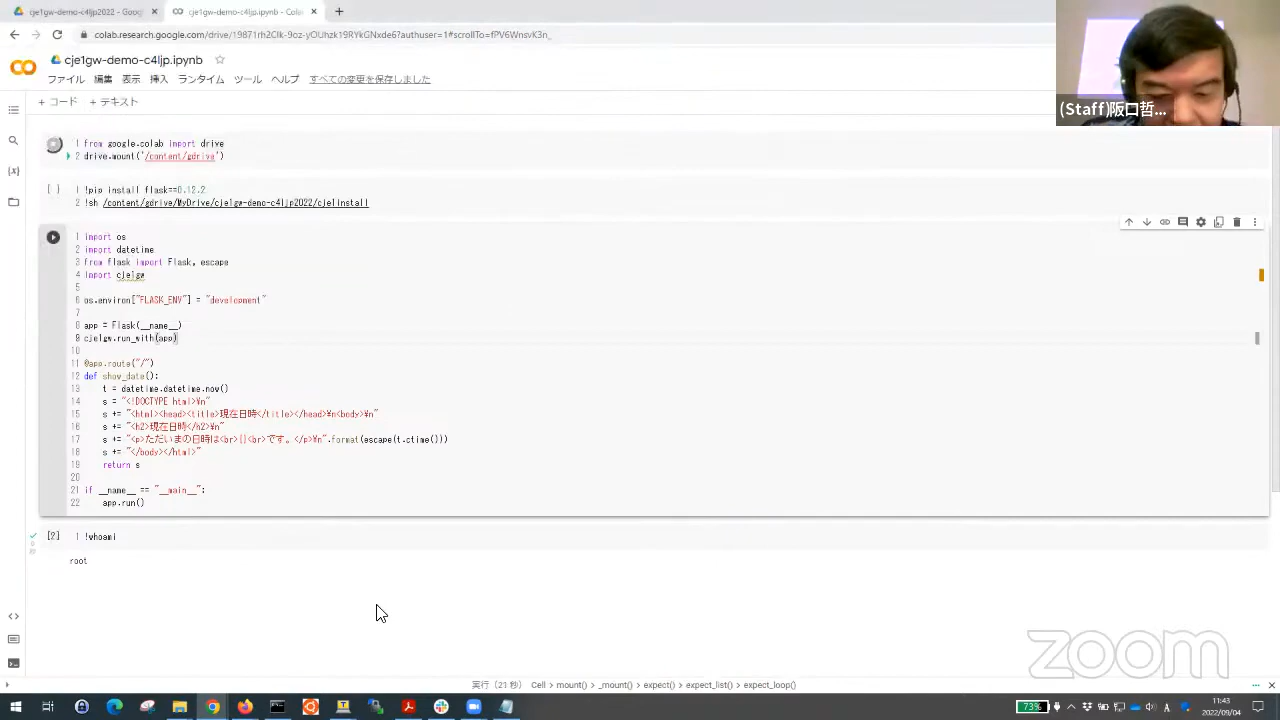 cje1gw-demo-c4ljp2022 - Googl
cje1gw-demo-c4ljp.ipynb - Colab
colab.research.google.com/drive/19871rh2Clk-9oz-yOUhzk19RYkGNxde6?authuser=1#scrollTo=fPV6WnsvK3n_
cje1gw-demo-c4ljp.ipynb
ファイル 編集 表示 挿入 ランタイム ツール ヘルプ すべての変更を保存しました
+ コード + テキスト
(Staff)阪口哲...
1 from google.colab import drive
2 drive.mount('/content/gdrive')
[ ] 1 !pip install flask==0.12.2
2 !sh /content/gdrive/MyDrive/cje1gw-demo-c4ljp2022/cje1install
1 import os
2 import datetime
3 from flask import Flask, escape
4 import cje1gw
5
6 os.environ["FLASK_ENV"] = "development"
7
8 app = Flask(__name__)
9 cje1gw.run_with(app)
10
11 @app.route("/")
12 def show_date():
13 t = datetime.datetime.now()
14 s = "<!DOCTYPE html>¥n"
15 s += "<html><head><title>現在日時</title></head>¥n<body>¥n"
16 s += "<h2>現在日時</h2>¥n"
17 s += "<p>ただいまの日時は<br>{}<br>です。</p>¥n".format(escape(t.ctime()))
18 s += "</body></html>"
19 return s
20
21 if __name__ == "__main__":
22 app.run()
[2] 1 !whoami
root
zoom
実行 (21 秒) Cell > mount() > _mount() > expect() > expect_list() > expect_loop()
73%
11:43
2022/09/04